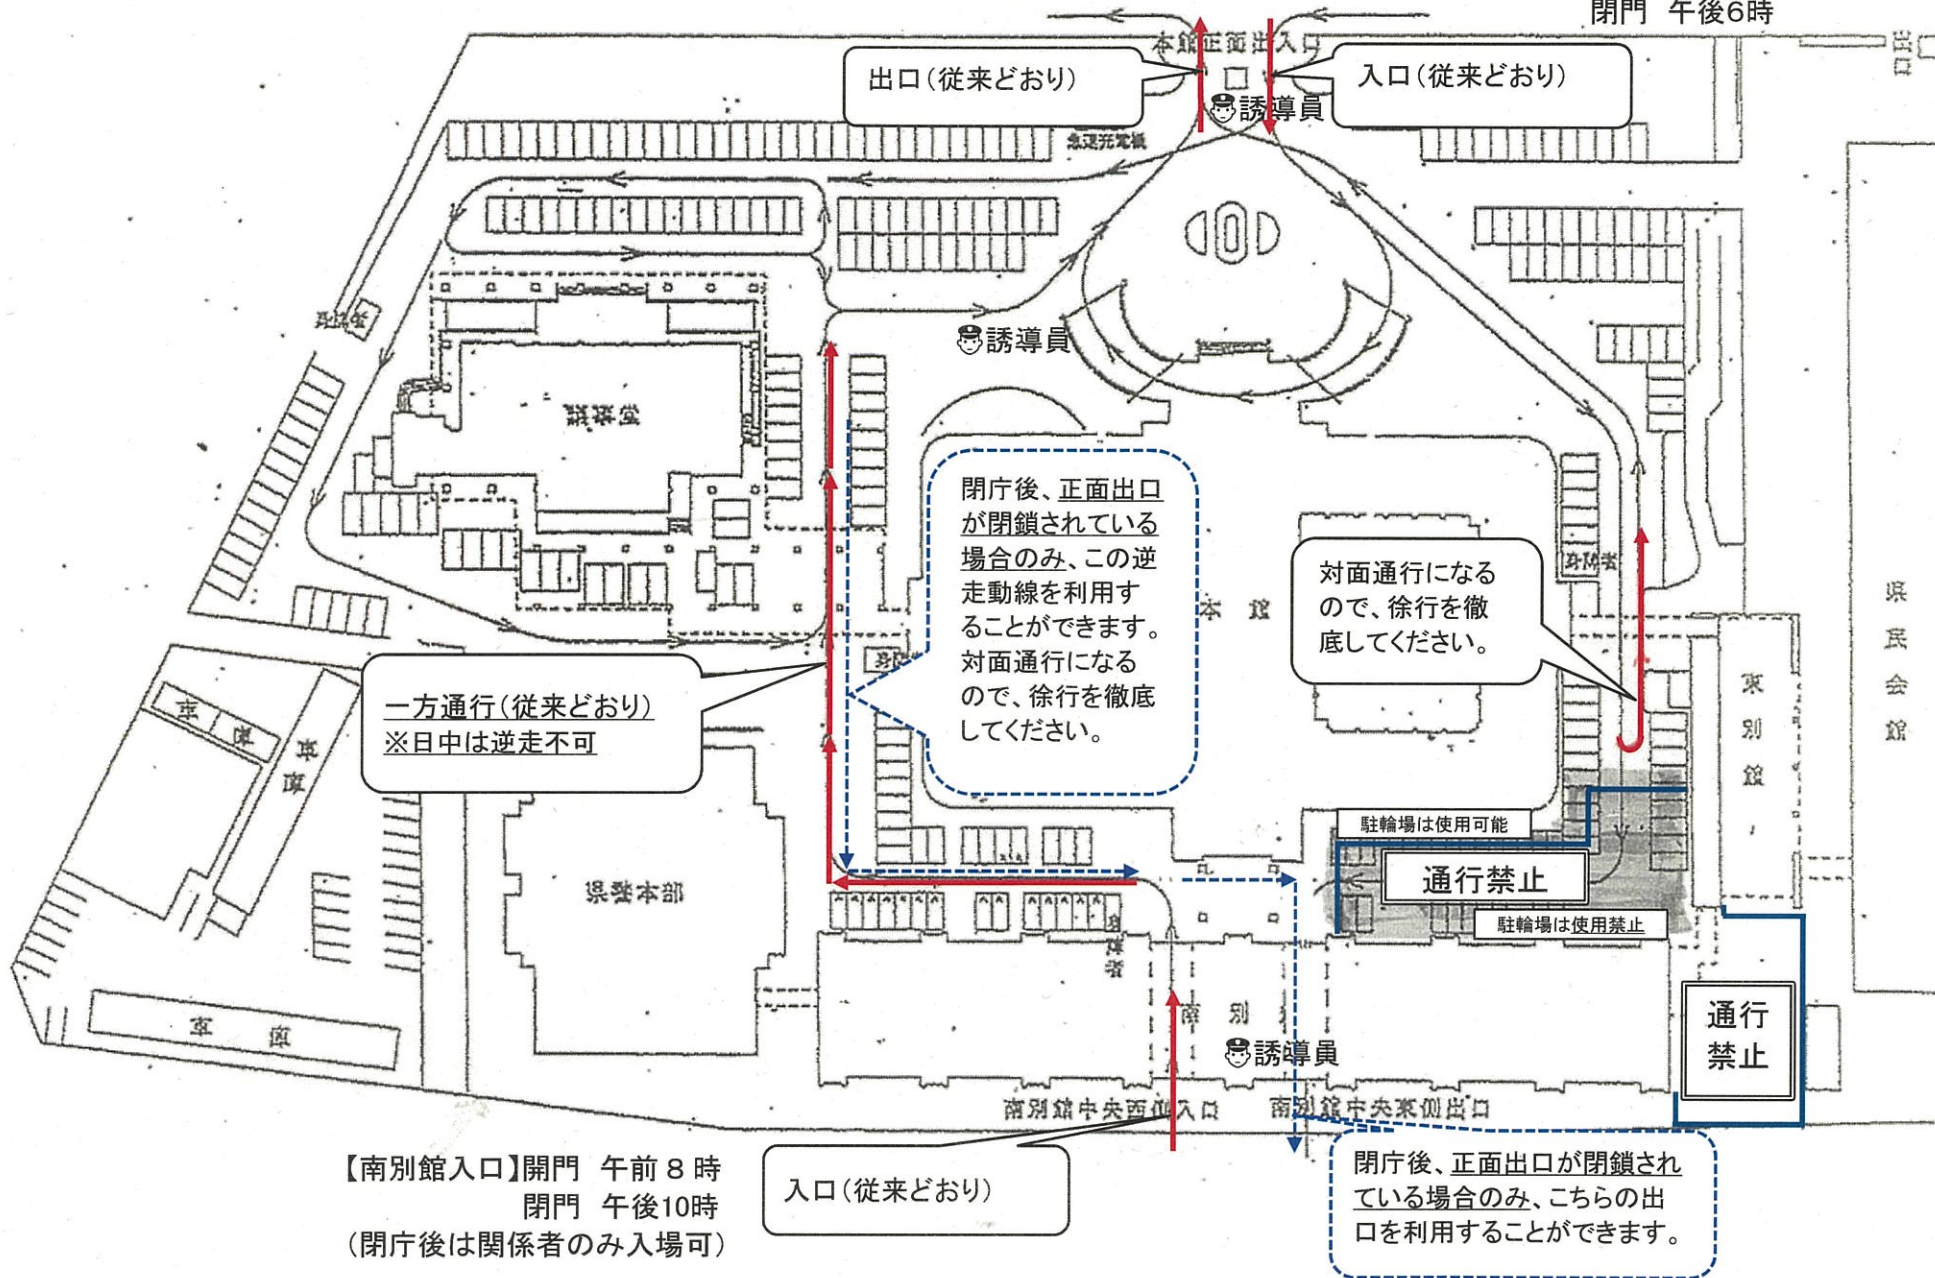 閉門 午後6時
本館正面出入口
出口(従来どおり)
入口(従来どおり)
誘導員
急速充電機
誘導員
閉庁後、正面出口
が閉鎖されている
場合のみ、この逆
走動線を利用す
ることができます。
対面通行になる
ので、徐行を徹底
してください。
本館
対面通行になる
ので、徐行を徹
底してください。
身障者
東別館
県民会館
一方通行(従来どおり)
※日中は逆走不可
駐輪場は使用可能
通行禁止
駐輪場は使用禁止
県警本部
身障者
車庫
南別
誘導員
通行
禁止
南別館中央西側入口
南別館中央東側出口
【南別館入口】開門 午前8時
閉門 午後10時
(閉庁後は関係者のみ入場可)
入口(従来どおり)
閉庁後、正面出口が閉鎖され
ている場合のみ、こちらの出
口を利用することができます。